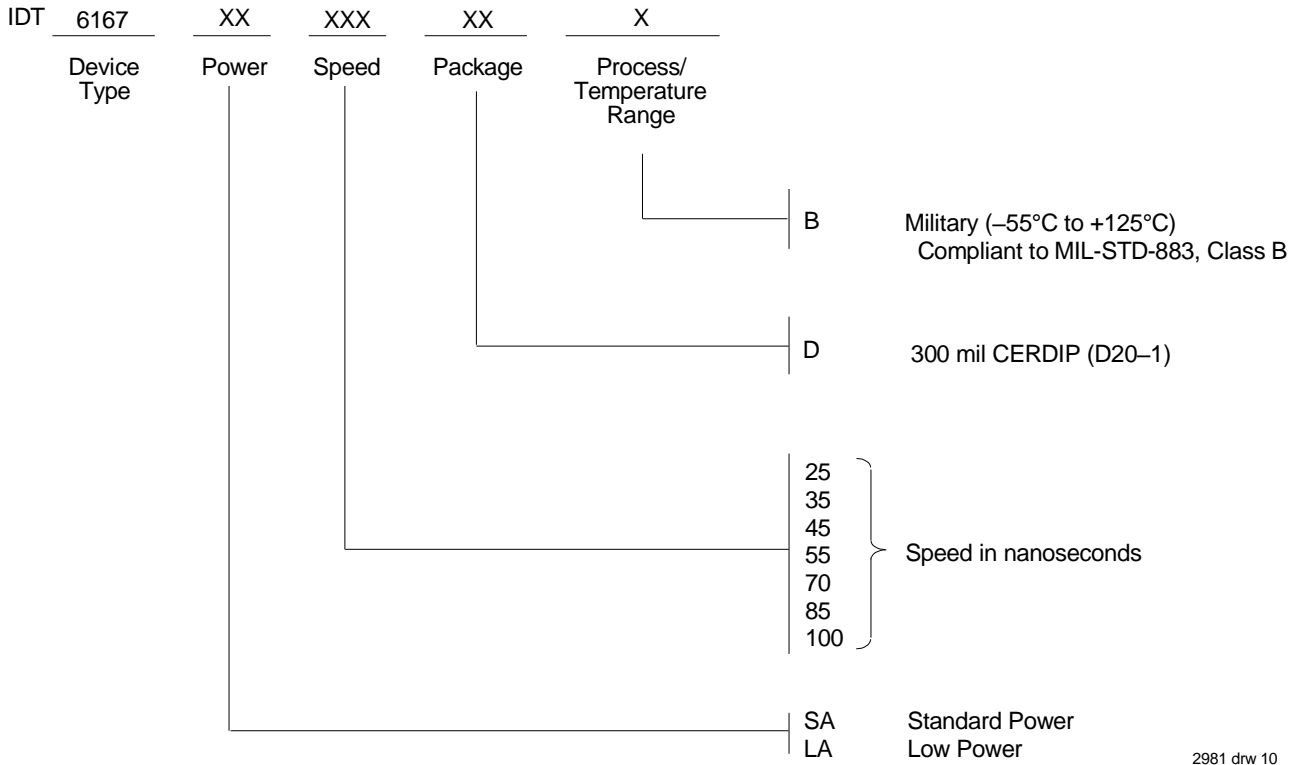 IDT 6167 XX XXX XX X
Device Type
Power
Speed
Package
Process/
Temperature
Range
B Military (–55°C to +125°C)
Compliant to MIL-STD-883, Class B
D 300 mil CERDIP (D20–1)
25
35
45
55
70
85
100
Speed in nanoseconds
SA Standard Power
LA Low Power
2981 drw 10